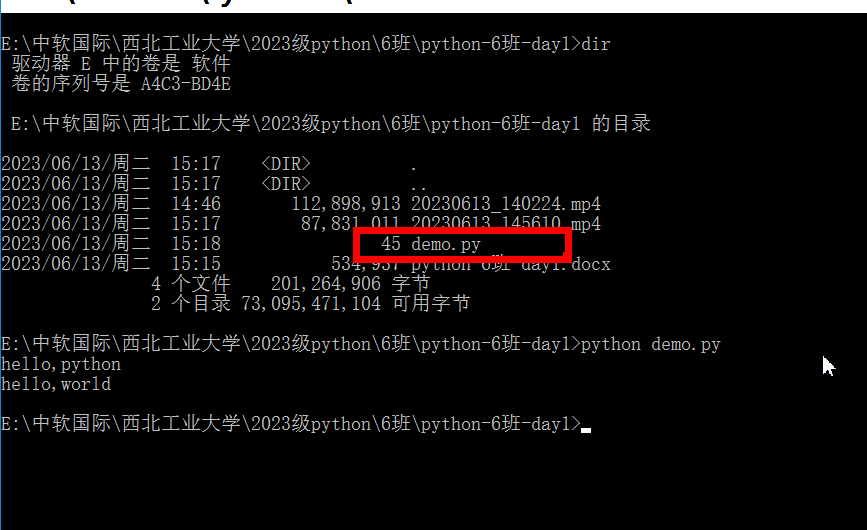 E:\中软国际\西北工业大学\2023级python\6班\python-6班-day1>dir
驱动器 E 中的卷是 软件
卷的序列号是 A4C3-BD4E
E:\中软国际\西北工业大学\2023级python\6班\python-6班-day1 的目录
2023/06/13/周二 15:17 <DIR> .
2023/06/13/周二 15:17 <DIR> ..
2023/06/13/周二 14:46 112,898,913 20230613_140224.mp4
2023/06/13/周二 15:17 87,831,011 20230613_145610.mp4
2023/06/13/周二 15:18 45 demo.py
2023/06/13/周二 15:15 534,937 python-6班-day1.docx
4 个文件 201,264,906 字节
2 个目录 73,095,471,104 可用字节
E:\中软国际\西北工业大学\2023级python\6班\python-6班-day1>python demo.py
hello,python
hello,world
E:\中软国际\西北工业大学\2023级python\6班\python-6班-day1>